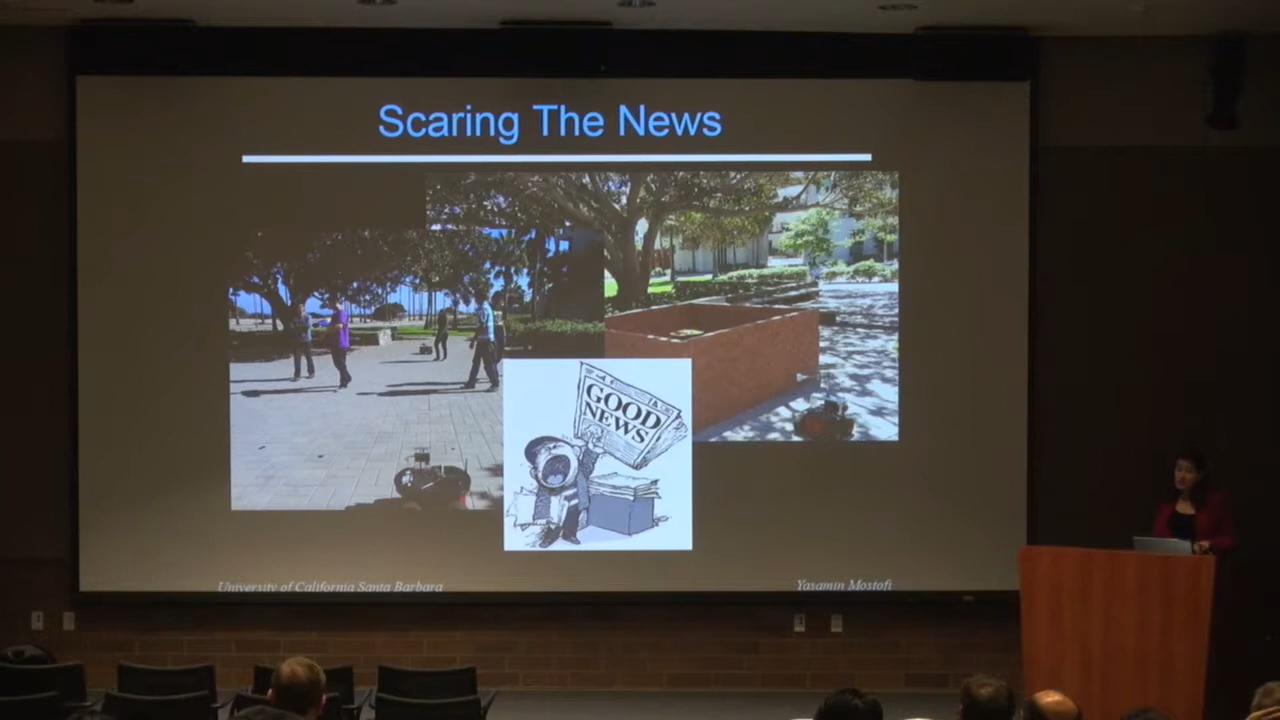 Scaring The News
GOOD
NEWS
University of California Santa Barbara
Yasamin Mostofi